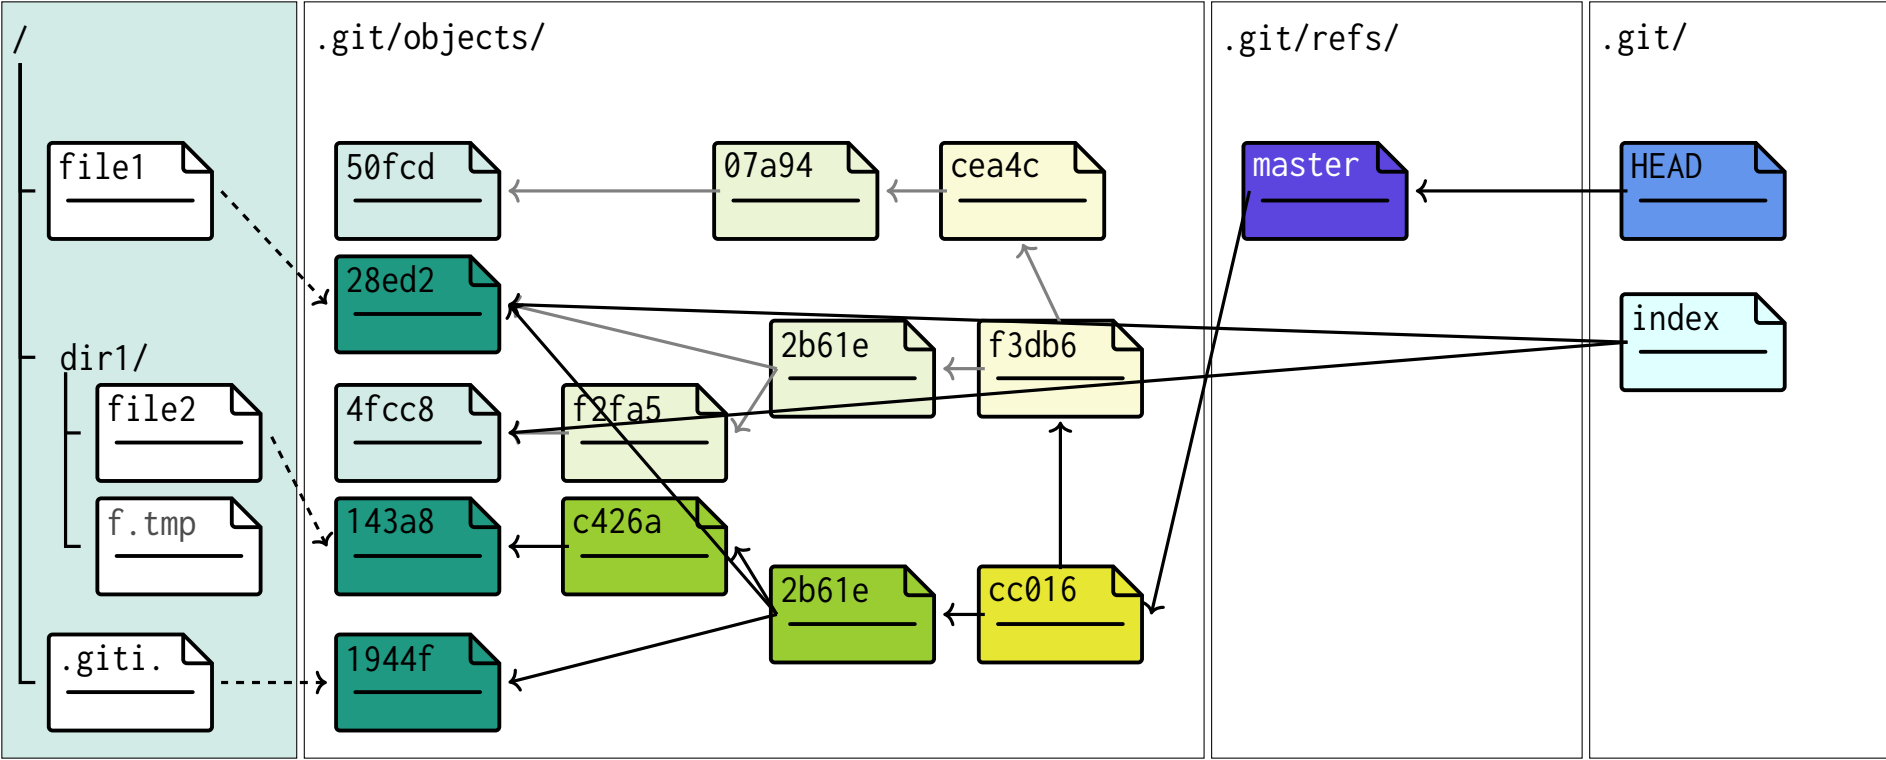 /
.git/objects/
.git/refs/
.git/
file1
50fcd
07a94
cea4c
master
HEAD
28ed2
index
dir1/
2b61e
f3db6
file2
4fcc8
f2fa5
f.tmp
143a8
c426a
2b61e
cc016
.giti.
1944f